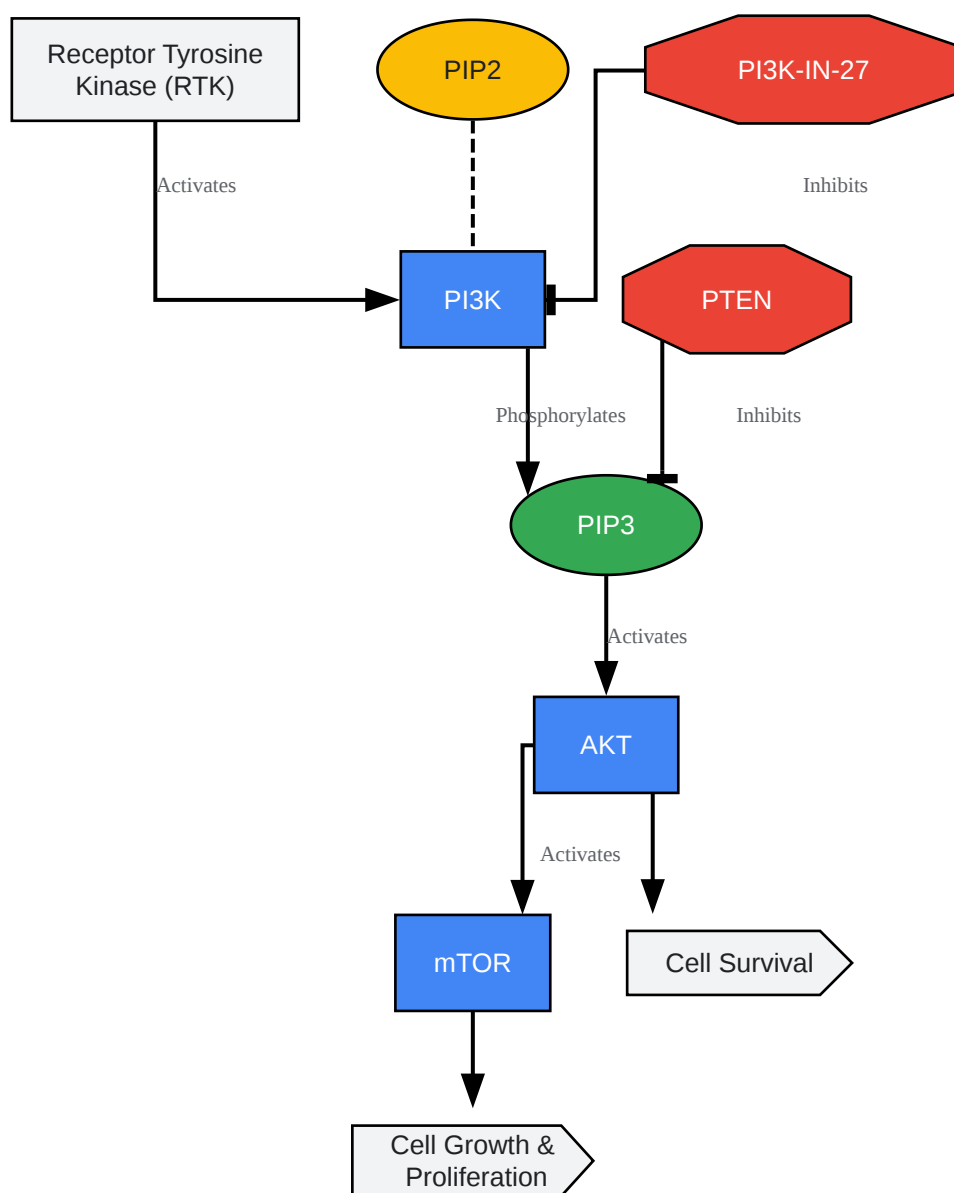 Receptor Tyrosine
Kinase (RTK)
PIP2
PI3K-IN-27
Activates
Inhibits
PI3K
PTEN
Phosphorylates
Inhibits
PIP3
Activates
AKT
Activates
mTOR
Cell Survival
Cell Growth &
Proliferation